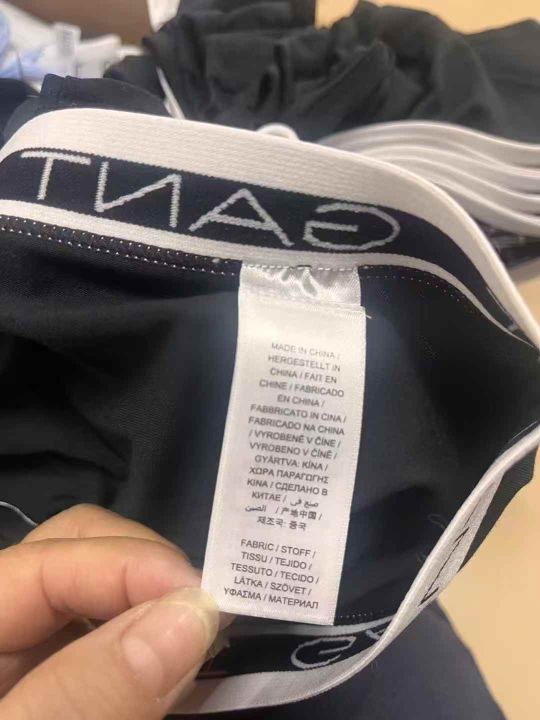 GANT
MADE IN CHINA /
HERGESTELLT IN
CHINA / FAIT EN
CHINE / FABRICADO
EN CHINA /
FABBRICATO IN CINA /
FABRICADO NA CHINA
/ VYROBENÉ V ČÍNE /
VYROBENO V ČÍNĚ /
GYÁRTVA: KÍNA /
ΧΩΡΑ ΠΑΡΑΓΩΓΗΣ
ΚΙΝΑ / СДЕЛАНО В
КИТАЕ / صنع في
الصين / 产地中国 /
제조국: 중국
FABRIC / STOFF /
TISSU / TEJIDO /
TESSUTO / TECIDO /
LÁTKA / SZÖVET /
ΥΦΑΣΜΑ / МАТЕРИАЛ